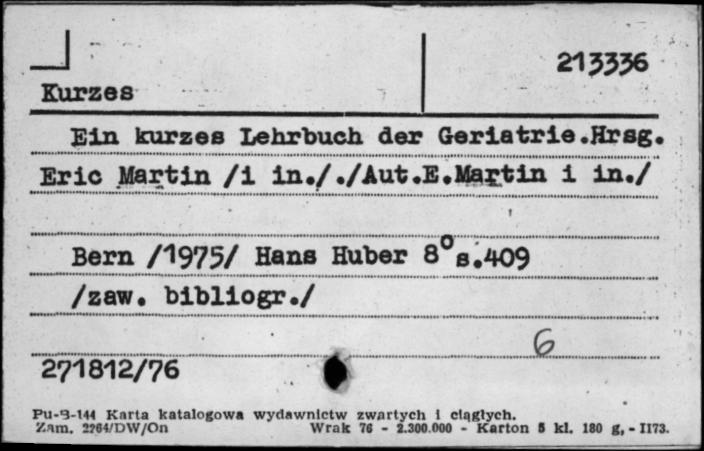 213336
Kurzes
Ein kurzes Lehrbuch der Geriatrie.Hrsg.
Eric Martin /i in././Aut.E.Martin i in./
Bern /1975/ Hans Huber 8° s.409
/zaw. bibliogr./
6
271812/76
Pu-9-144 Karta katalogowa wydawnictw zwartych i ciągłych.
Zam. 2264/DW/On Wrak 76 - 2.300.000 - Karton 5 kl. 180 g, - II73.